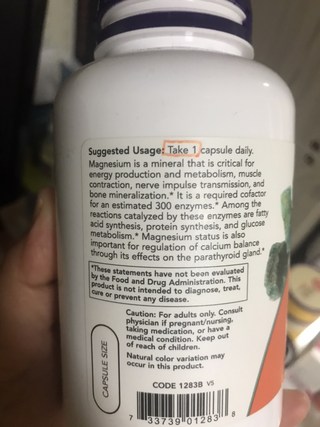 Suggested Usage: Take 1 capsule daily.
Magnesium is a mineral that is critical for
energy production and metabolism, muscle
contraction, nerve impulse transmission, and
bone mineralization.* It is a required cofactor
for an estimated 300 enzymes.* Among the
reactions catalyzed by these enzymes are fatty
acid synthesis, protein synthesis, and glucose
metabolism.* Magnesium status is also
important for regulation of calcium balance
through its effects on the parathyroid gland.*
*These statements have not been evaluated
by the Food and Drug Administration. This
product is not intended to diagnose, treat,
cure or prevent any disease.
Caution: For adults only. Consult
physician if pregnant/nursing,
taking medication, or have a
medical condition. Keep out
of reach of children.
Natural color variation may
occur in this product.
CAPSULE SIZE
CODE 1283B V5
7 33739 01283 8